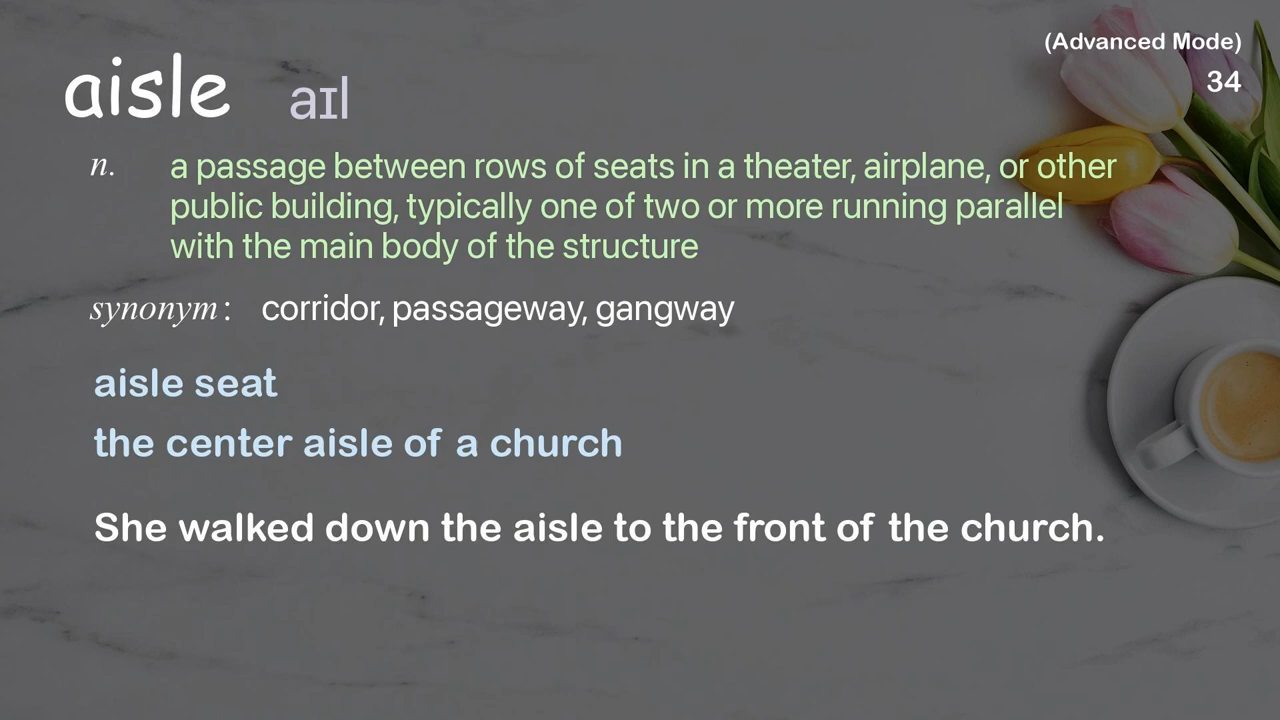 (Advanced Mode)
34
aisle aɪl
n. a passage between rows of seats in a theater, airplane, or other
public building, typically one of two or more running parallel
with the main body of the structure
synonym: corridor, passageway, gangway
aisle seat
the center aisle of a church
She walked down the aisle to the front of the church.